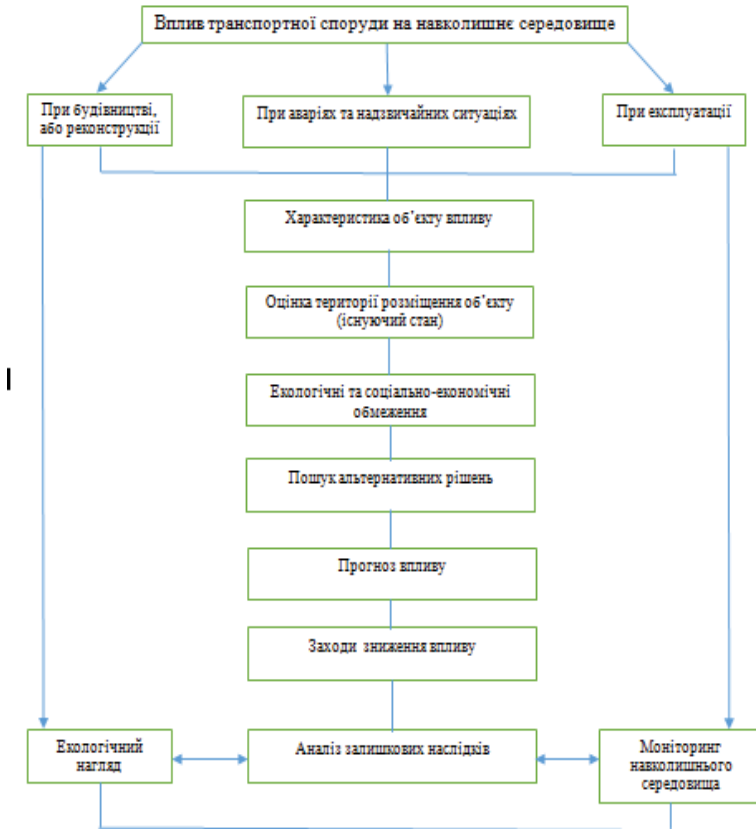 Вплив транспортної споруди на навколишнє середовище
При будівництві,
або реконструкції
При аваріях та надзвичайних ситуаціях
При експлуатації
Характеристика об’єкту впливу
Оцінка території розміщення об’єкту
(існуючий стан)
Екологічні та соціально-економічні
обмеження
Пошук альтернативних рішень
Прогноз впливу
Заходи зниження впливу
Екологічний
нагляд
Аналіз залишкових наслідків
Моніторинг
навколишнього
середовища